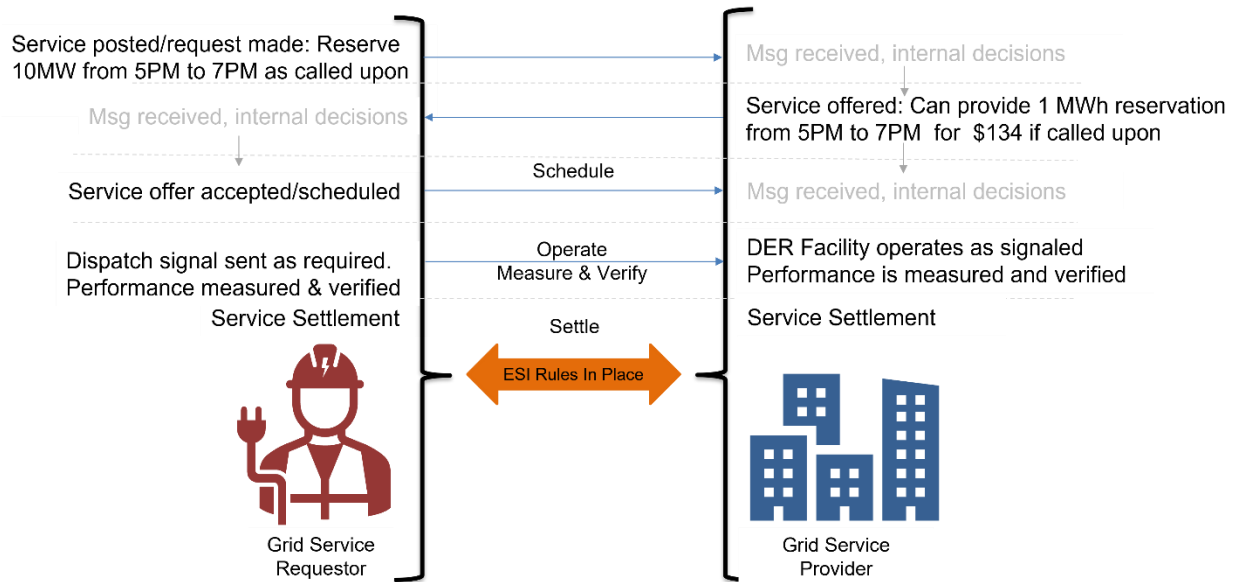 Service posted/request made: Reserve
10MW from 5PM to 7PM as called upon
Msg received, internal decisions
Service offered: Can provide 1 MWh reservation
from 5PM to 7PM for $134 if called upon
Msg received, internal decisions
Service offer accepted/scheduled
Schedule
Msg received, internal decisions
Dispatch signal sent as required.
Performance measured & verified
Operate
Measure & Verify
DER Facility operates as signaled
Performance is measured and verified
Service Settlement
Settle
Service Settlement
ESI Rules In Place
Grid Service
Requestor
Grid Service
Provider